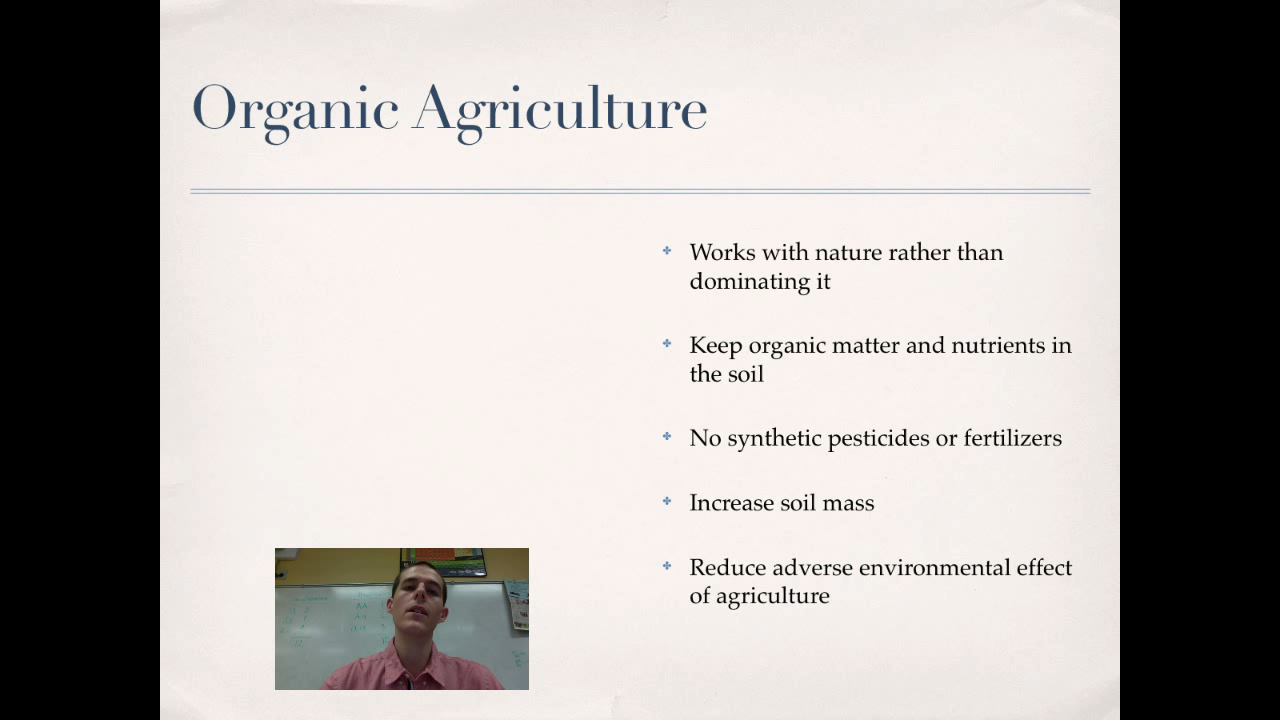 Organic Agriculture
Works with nature rather than
dominating it
Keep organic matter and nutrients in
the soil
No synthetic pesticides or fertilizers
Increase soil mass
Reduce adverse environmental effect
of agriculture